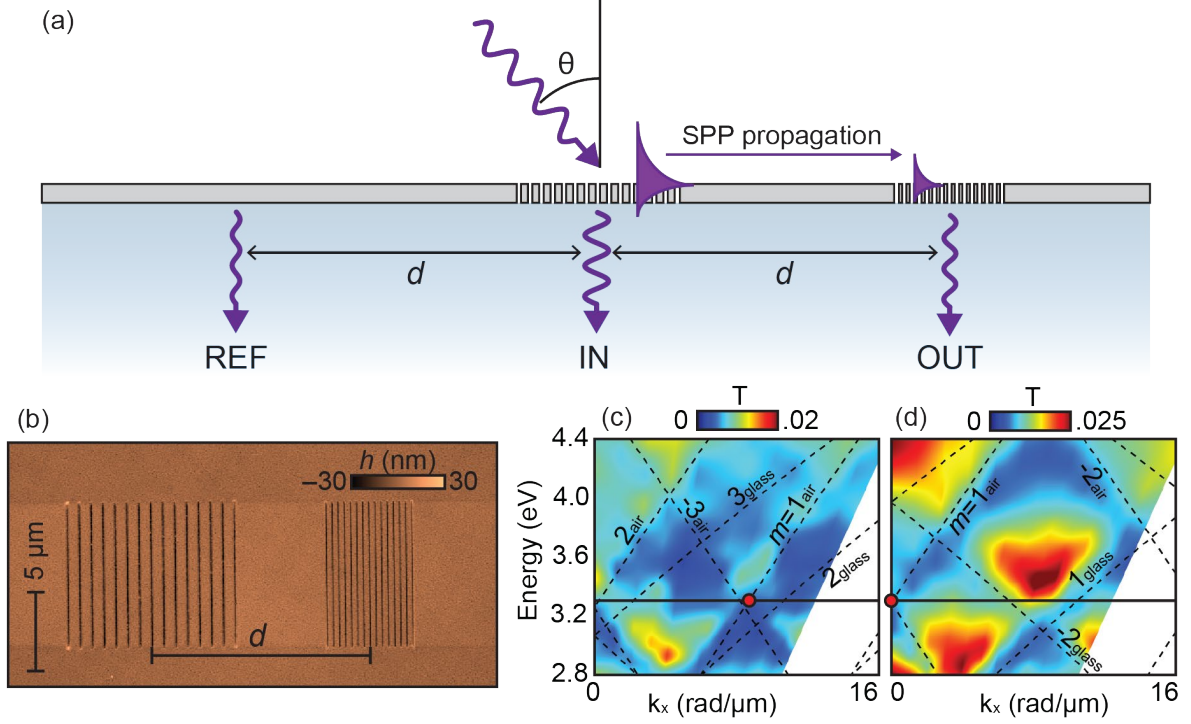 (a)
θ
SPP propagation
d
d
REF
IN
OUT
(b)
h (nm)
−30
30
5 µm
d
(c)
T
0
.02
(d)
T
0
.025
4.4
4.0
3.6
3.2
2.8
Energy (eV)
2air
-3air
3glass
m=1air
2glass
0
16
kx (rad/µm)
m=1air
-2air
1glass
-2glass
0
16
kx (rad/µm)